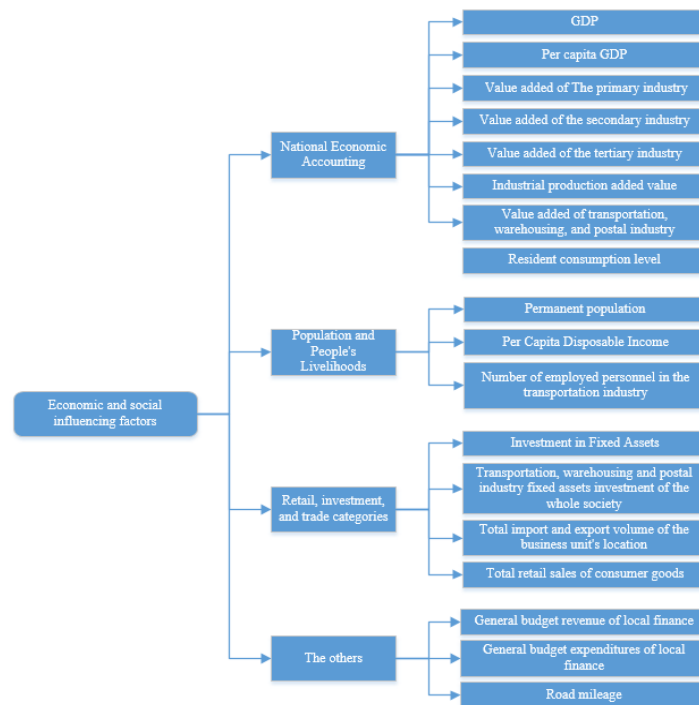 Economic and social
influencing factors
National Economic
Accounting
GDP
Per capita GDP
Value added of The primary industry
Value added of the secondary industry
Value added of the tertiary industry
Industrial production added value
Value added of transportation,
warehousing, and postal industry
Resident consumption level
Population and
People's
Livelihoods
Permanent population
Per Capita Disposable Income
Number of employed personnel in the
transportation industry
Retail, investment,
and trade categories
Investment in Fixed Assets
Transportation, warehousing and postal
industry fixed assets investment of the
whole society
Total import and export volume of the
business unit's location
Total retail sales of consumer goods
The others
General budget revenue of local finance
General budget expenditures of local
finance
Road mileage